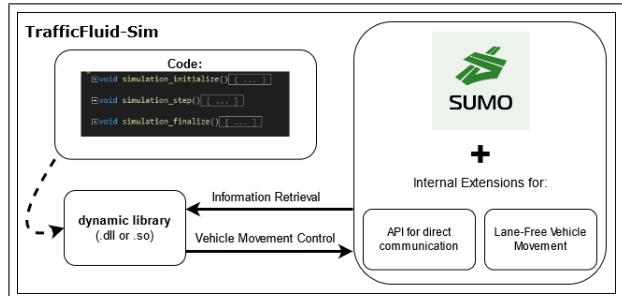 TrafficFluid-Sim
Code:
void simulation_initialize() { ... }
void simulation_step() { ... }
void simulation_finalize() { ... }
SUMO
+
Internal Extensions for:
API for direct
communication
Lane-Free Vehicle
Movement
Information Retrieval
Vehicle Movement Control
dynamic library
(.dll or .so)